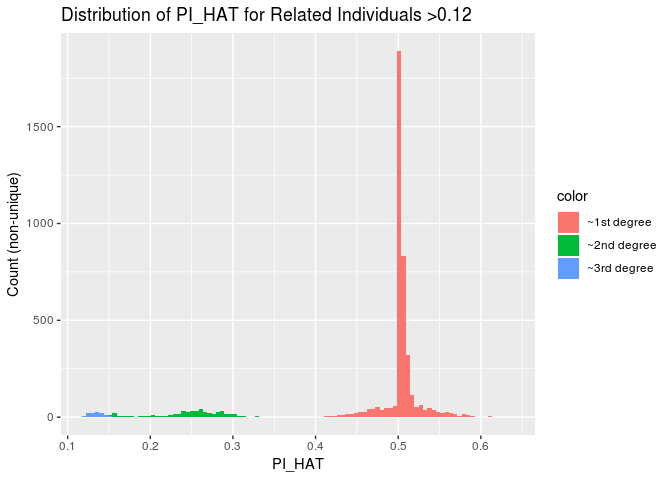 Distribution of PI_HAT for Related Individuals >0.12
Count (non-unique)
1500
1000
500
0
0.1 0.2 0.3 0.4 0.5 0.6
PI_HAT
color
~1st degree
~2nd degree
~3rd degree